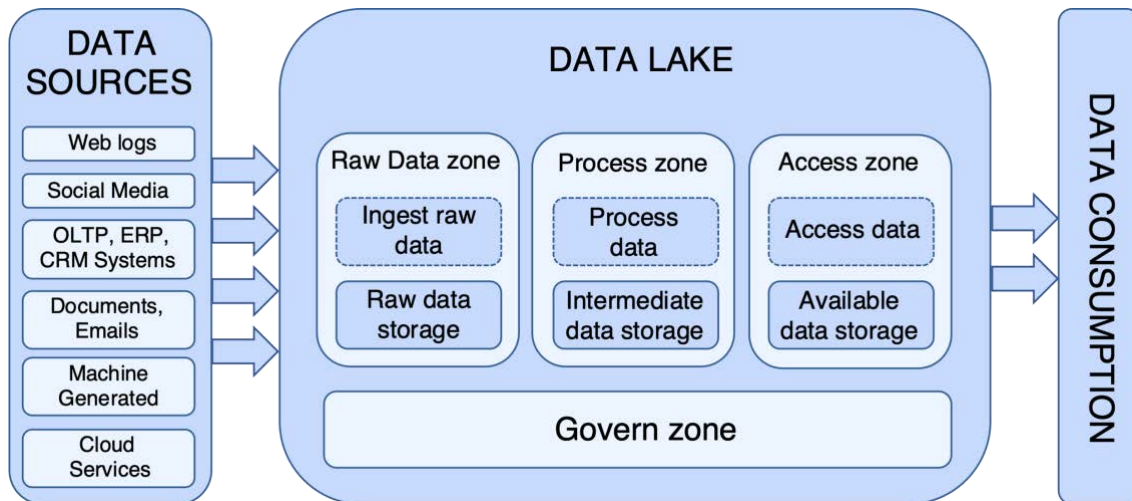 DATA
SOURCES
Web logs
Social Media
OLTP, ERP,
CRM Systems
Documents,
Emails
Machine
Generated
Cloud
Services
DATA LAKE
Raw Data zone
Ingest raw
data
Raw data
storage
Process zone
Process
data
Intermediate
data storage
Access zone
Access data
Available
data storage
Govern zone
DATA CONSUMPTION